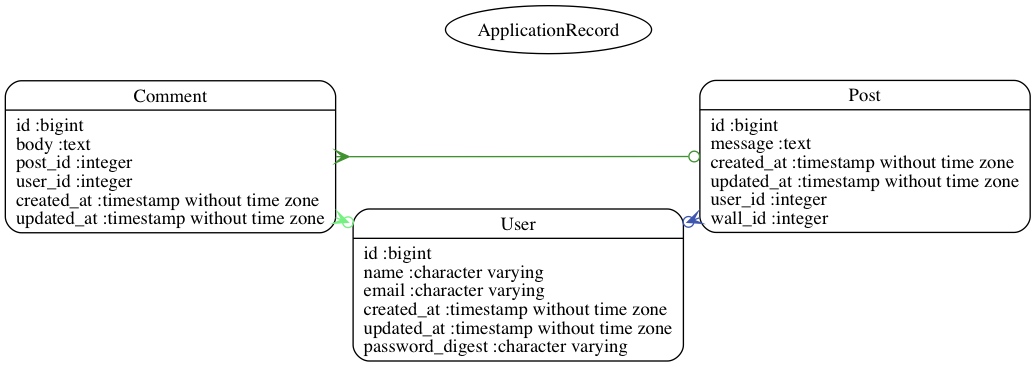 ApplicationRecord
Comment
id :bigint
body :text
post_id :integer
user_id :integer
created_at :timestamp without time zone
updated_at :timestamp without time zone
Post
id :bigint
message :text
created_at :timestamp without time zone
updated_at :timestamp without time zone
user_id :integer
wall_id :integer
User
id :bigint
name :character varying
email :character varying
created_at :timestamp without time zone
updated_at :timestamp without time zone
password_digest :character varying